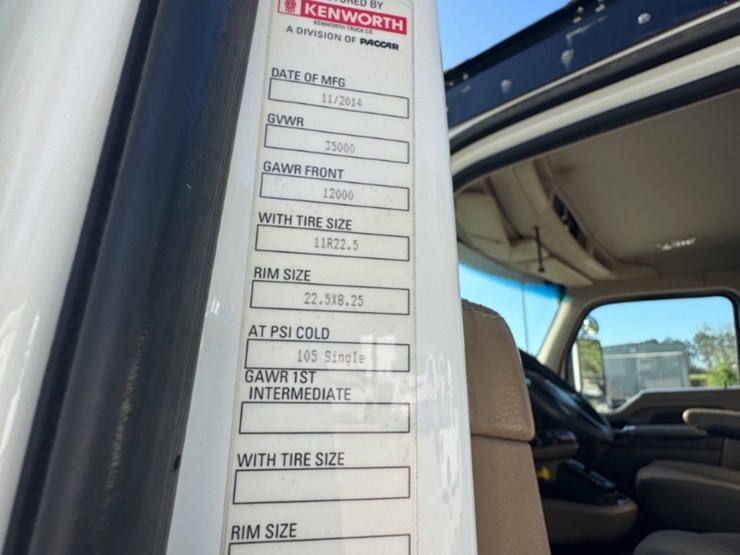 BY
KENWORTH
KENWORTH TRUCK CO.
A DIVISION OF PACCAR
DATE OF MFG
11/2014
GVWR
35000
GAWR FRONT
12000
WITH TIRE SIZE
11R22.5
RIM SIZE
22.5X8.25
AT PSI COLD
105 Single
GAWR 1ST
INTERMEDIATE
WITH TIRE SIZE
RIM SIZE